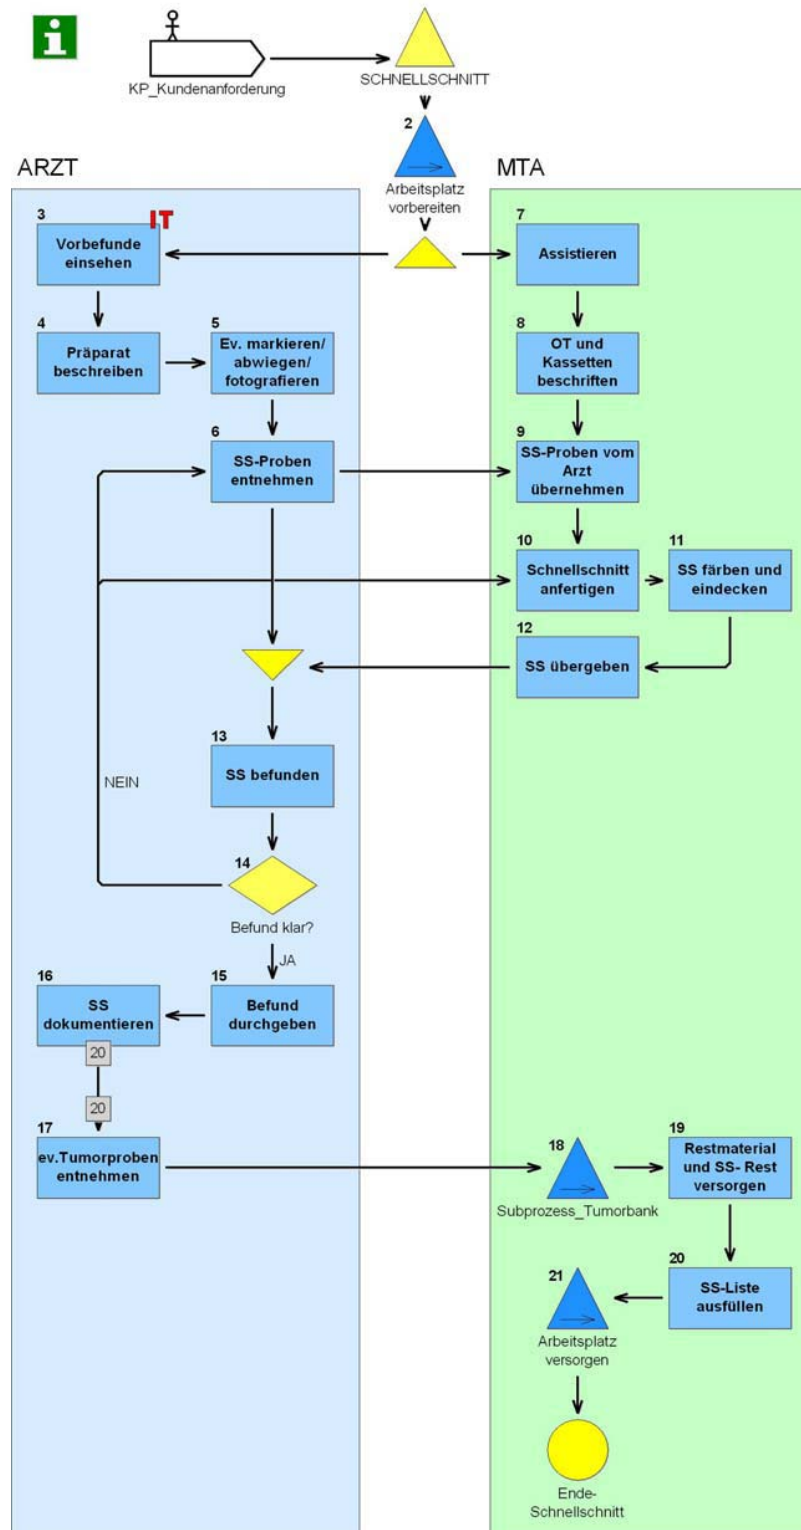 i
KP_Kundenanforderung
SCHNELLSCHNITT
2
Arbeitsplatz
vorbereiten
ARZT
MTA
3
IT
Vorbefunde
einsehen
7
Assistieren
4
Präparat
beschreiben
5
Ev. markieren/
abwiegen/
fotografieren
8
OT und
Kassetten
beschriften
6
SS-Proben
entnehmen
9
SS-Proben vom
Arzt
übernehmen
10
Schnellschnitt
anfertigen
11
SS färben und
eindecken
12
SS übergeben
13
SS befunden
NEIN
14
Befund klar?
JA
16
SS
dokumentieren
15
Befund
durchgeben
20
20
17
ev.Tumorproben
entnehmen
18
Subprozess_Tumorbank
19
Restmaterial
und SS- Rest
versorgen
21
Arbeitsplatz
versorgen
20
SS-Liste
ausfüllen
Ende-
Schnellschnitt